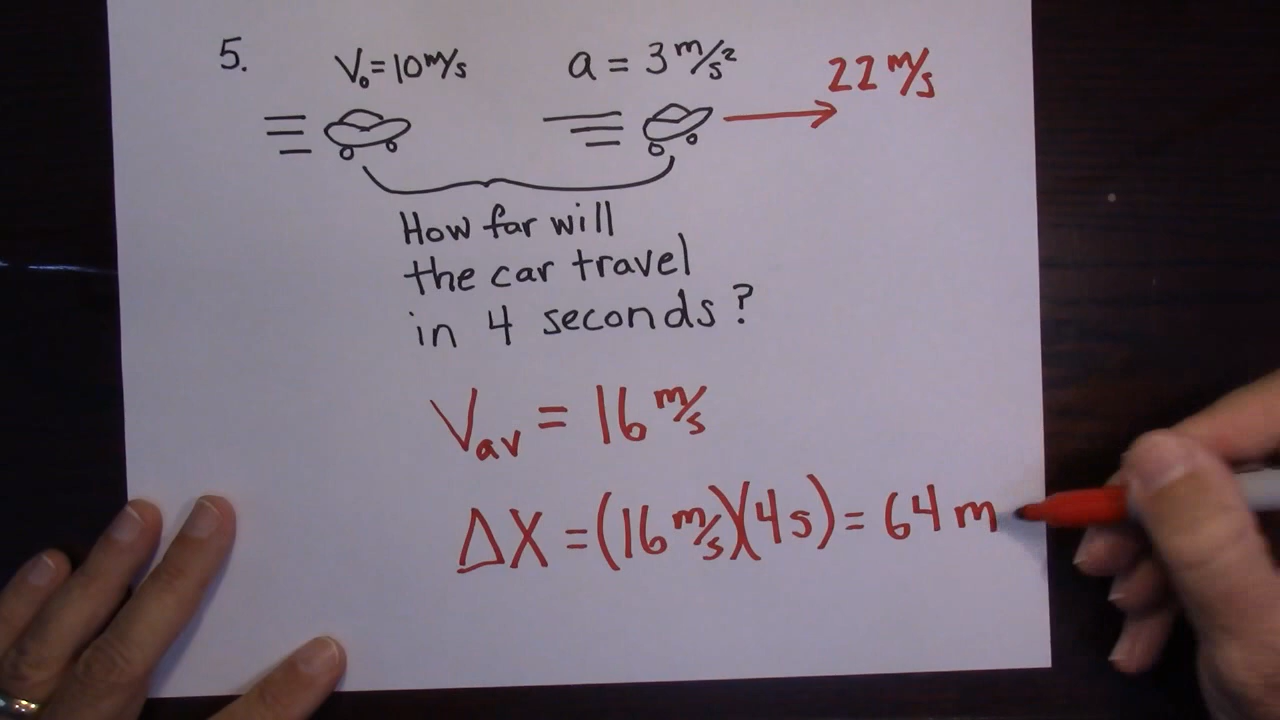 5. V₀=10 m/s a = 3 m/s² 22 m/s
How far will
the car travel
in 4 seconds?
Vav = 16 m/s
ΔX = (16 m/s)(4s) = 64 m